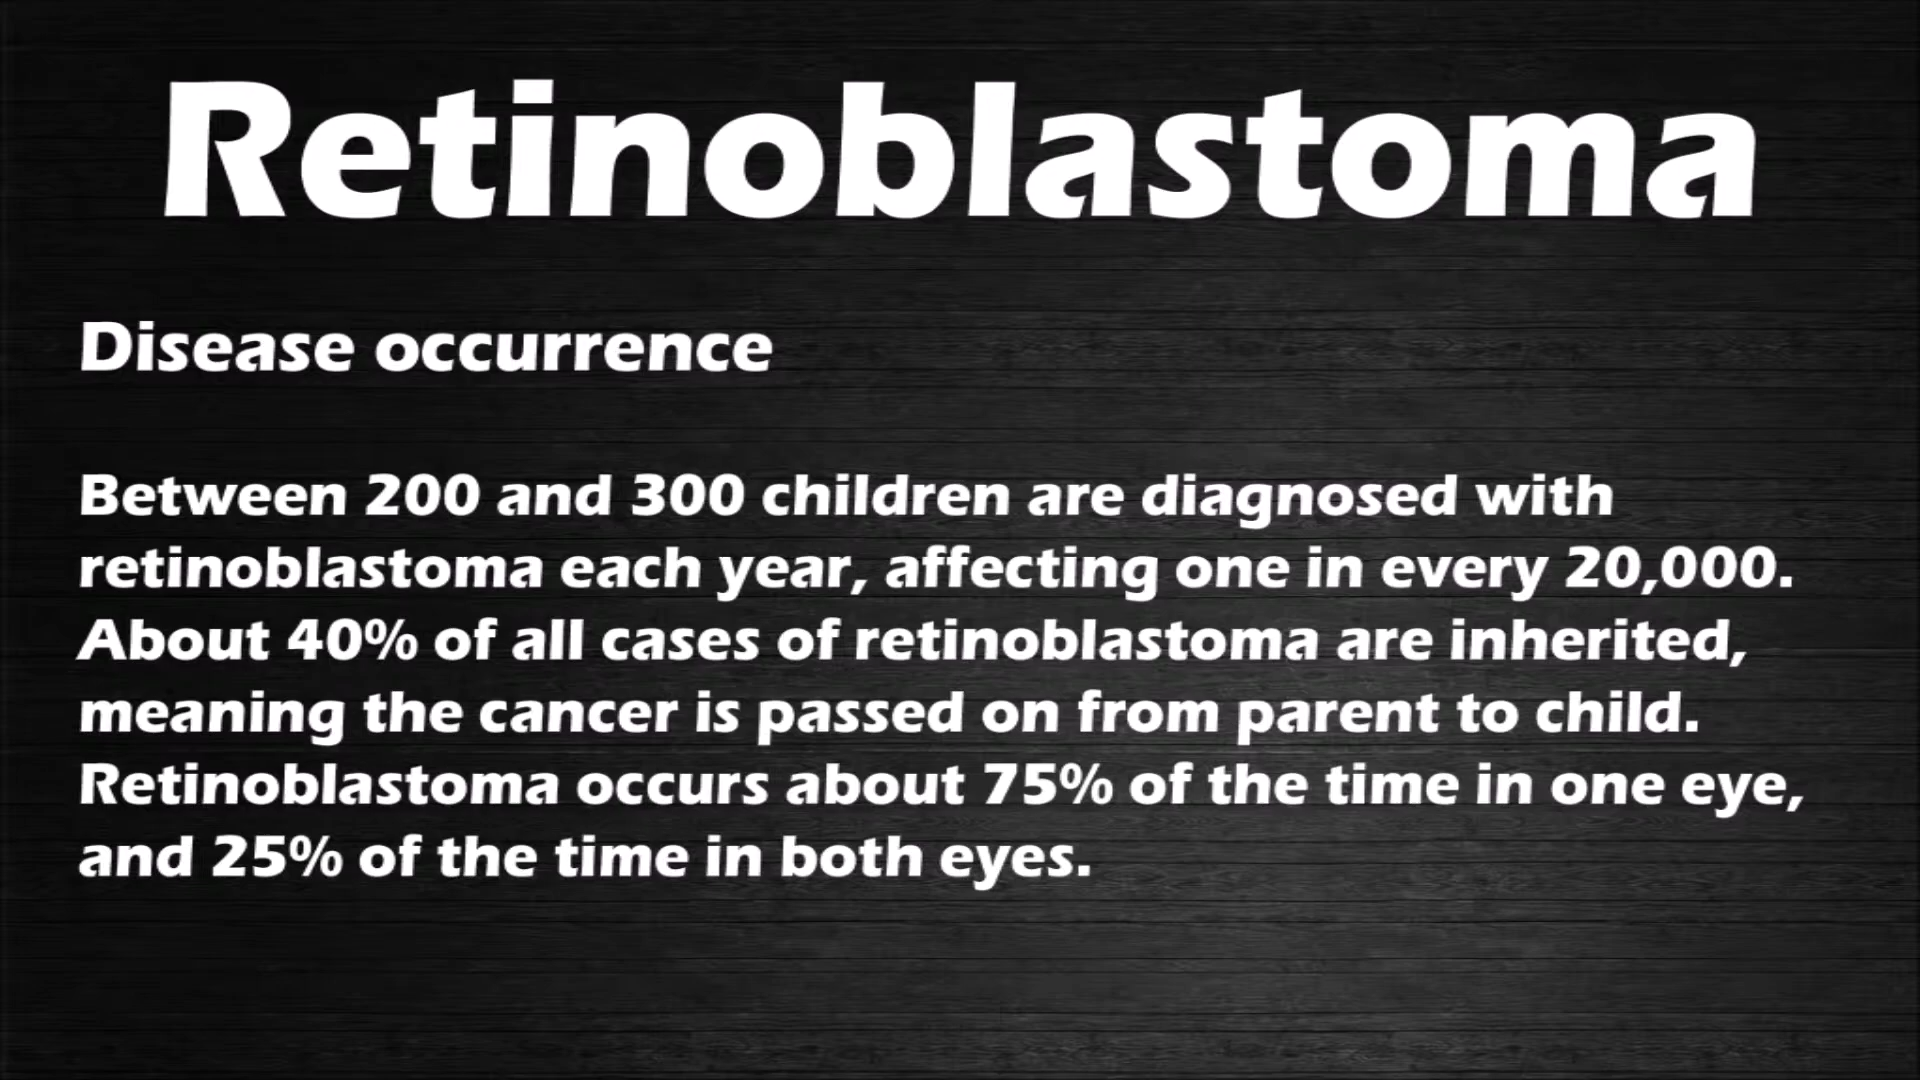 Retinoblastoma
Disease occurrence
Between 200 and 300 children are diagnosed with
retinoblastoma each year, affecting one in every 20,000.
About 40% of all cases of retinoblastoma are inherited,
meaning the cancer is passed on from parent to child.
Retinoblastoma occurs about 75% of the time in one eye,
and 25% of the time in both eyes.